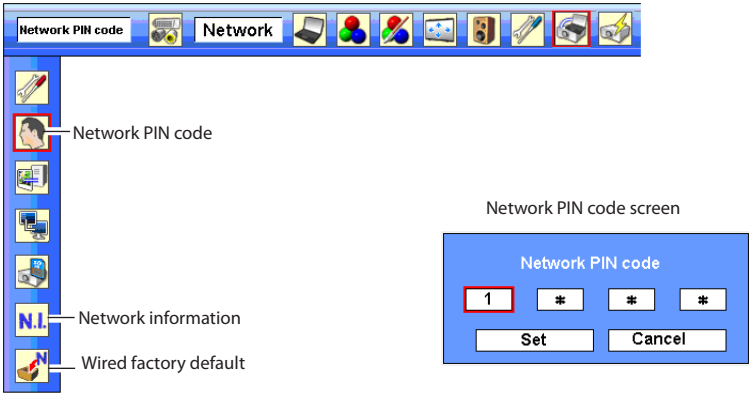 Network PIN code
Network
Network PIN code
Network PIN code screen
Network PIN code
1 * * *
Set Cancel
N.I.
Network information
N
Wired factory default